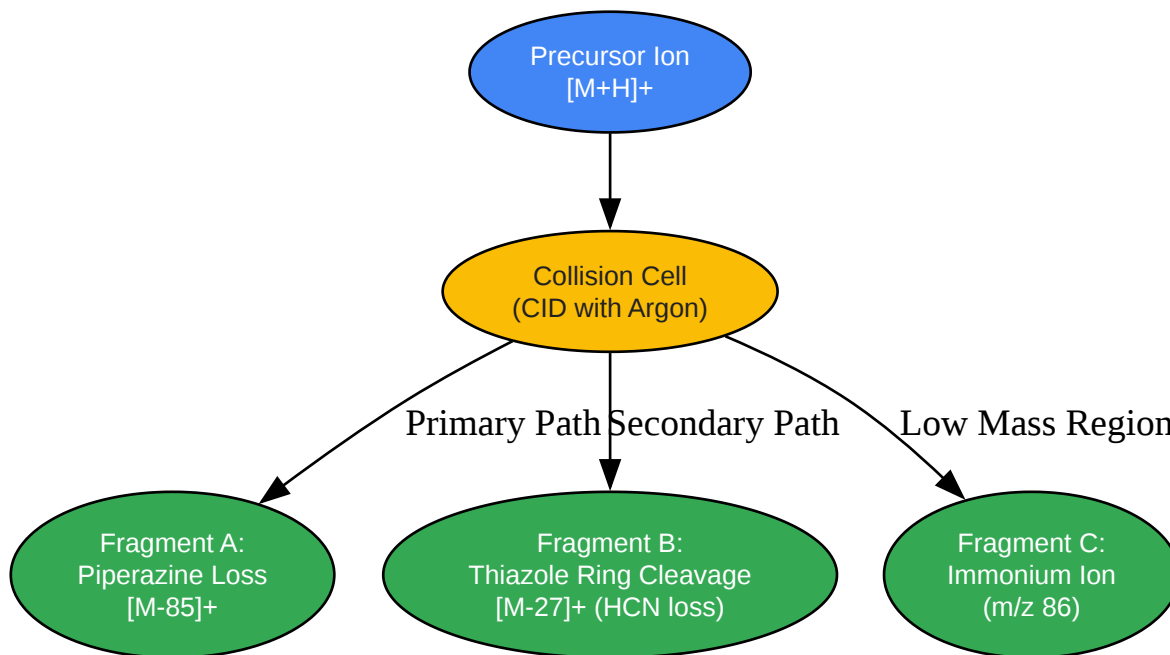 Precursor Ion
[M+H]+
Collision Cell
(CID with Argon)
Primary Path
Secondary Path
Low Mass Region
Fragment A:
Piperazine Loss
[M-85]+
Fragment B:
Thiazole Ring Cleavage
[M-27]+ (HCN loss)
Fragment C:
Immonium Ion
(m/z 86)